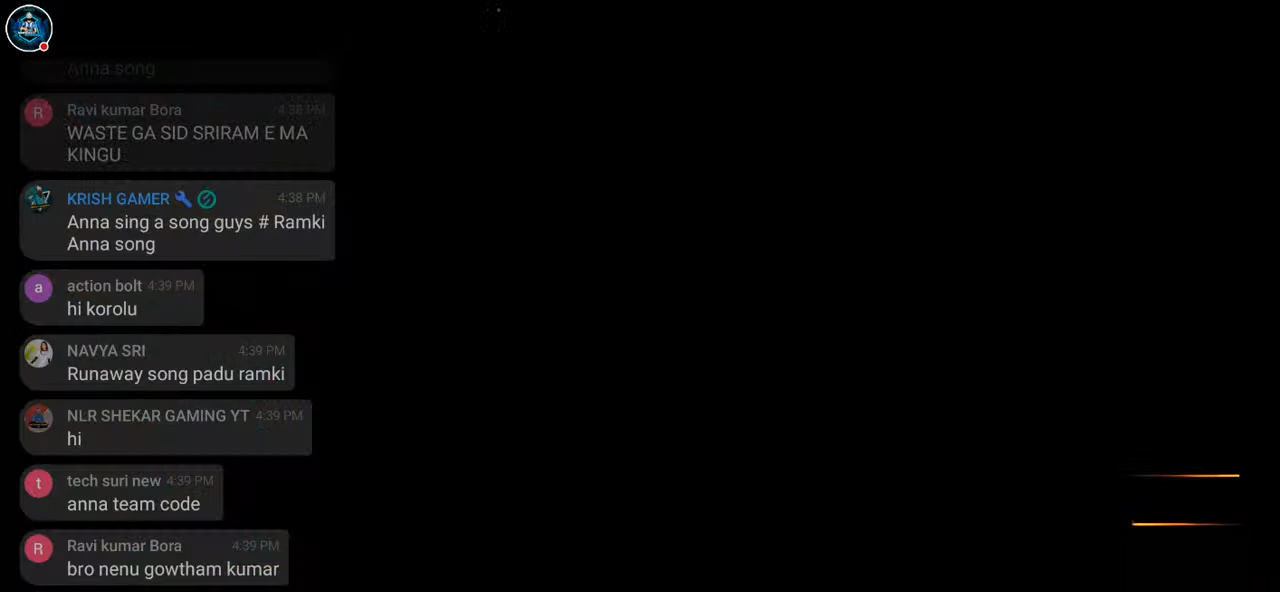 Anna song
Ravi kumar Bora 4:38 PM
WASTE GA SID SRIRAM E MA
KINGU
KRISH GAMER 4:38 PM
Anna sing a song guys # Ramki
Anna song
a action bolt 4:39 PM
hi korolu
NAVYA SRI 4:39 PM
Runaway song padu ramki
NLR SHEKAR GAMING YT 4:39 PM
hi
t tech suri new 4:39 PM
anna team code
R Ravi kumar Bora 4:39 PM
bro nenu gowtham kumar